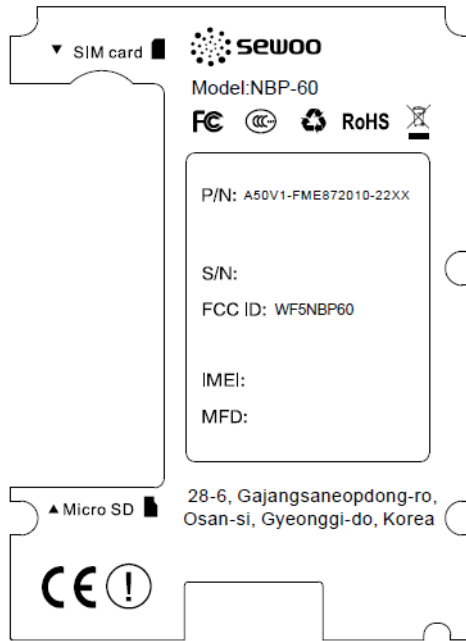 SIM card
sewoo
Model:NBP-60
FC CCC RoHS
P/N: A50V1-FME872010-22XX
S/N:
FCC ID: WF5NBP60
IMEI:
MFD:
Micro SD
28-6, Gajangsaneopdong-ro,
Osan-si, Gyeonggi-do, Korea
CE !